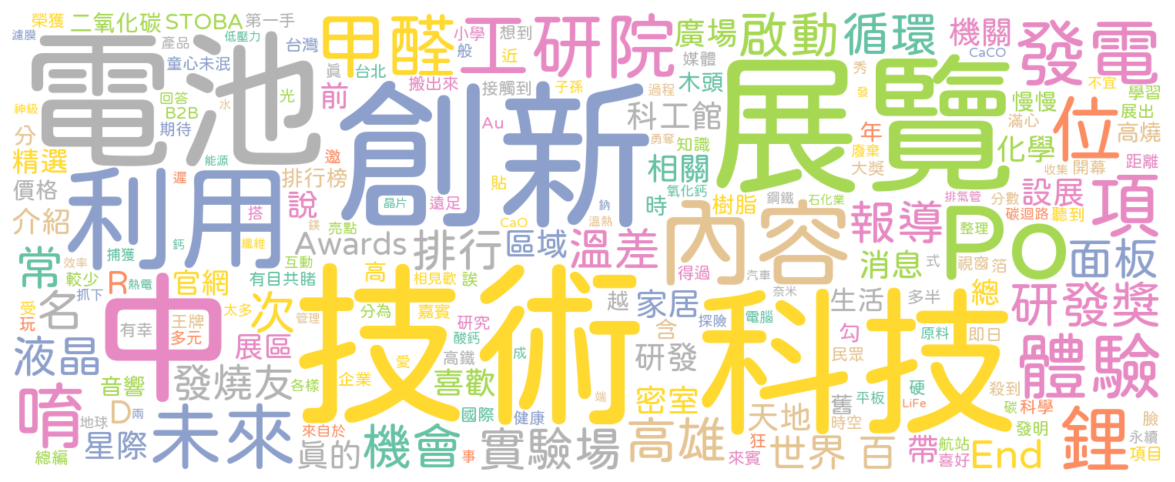 榮獲 二氧化碳 STOBA 第一手
濾膜 產品 低壓力 台灣
童心未泯 眞 台北
電池
甲醛 工研院
小學 想到 般 近
搬出來 接觸到 子孫
廣場 啟動 循環 機關 發電
媒體 木頭 秀 CaCO 不宜 學習
過程 發 慢慢 展出
神級 回答 B2B 水 光 前
分 期待 Au 科工館
勇奪 知識 年 滿心 高燒
創新 展覽 位
精選 能源 遲 邀
廢棄 化學 距離
價格 利用 排行榜 貼 氧化鈣 相關 大獎 收集 開幕
介紹 鈣 搭 晶片 說 遠足 鈉 鋼鐵 時 樹脂 石化業 排氣管 分數 設展 項
鎂 亮點 CaO 溫熱 內容 報導 碳迴路 聽到
常 捕獲 纖維 Awards 排行 區域 溫差 PO 整理 面板
效率 較少 互動 有目共睹 得過 消息 式 視窗 箔
R 熱電 官網 高 相見歡 誒 汽車 總
受 抓下 太多 分為 嘉賓 越 家居 奈米 生活 多半 研發獎
玩 名 有幸 王牌 多元 次 管理 中 技術 科技
研究 含 探險 電腦 勾 原料 即日
液晶 展區 高鐵 酸鈣 成 研發 民眾 體驗
音響 發燒友 各樣 企業 愛 喜歡 密室 舊 平板 硬 LiFe 殺到
唷 地球 D 兩 未來 國際 端 健康 天地 時空 碳 科學 臉
星際 來自於 機會 實驗場 高雄 狂 世界 百 帶 航站 發明 鋰 永續
總編 眞的 事 來賓 喜好 End 項目